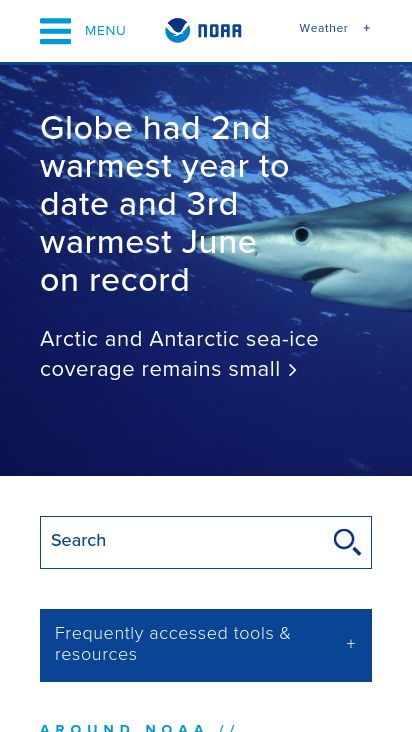 MENU
NOAA
Weather +
Globe had 2nd
warmest year to
date and 3rd
warmest June
on record
Arctic and Antarctic sea-ice
coverage remains small >
Search
Frequently accessed tools &
resources
+
AROUND NOAA //